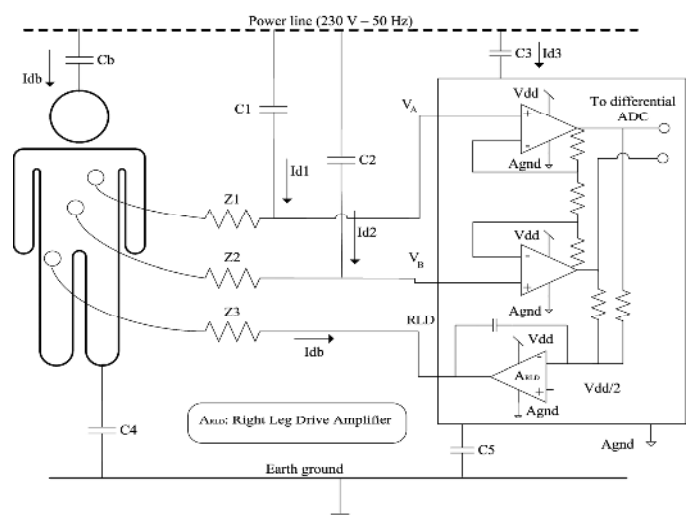 Power line (230 V – 50 Hz)
Cb
Idb
C3
Id3
C1
VA
Vdd
To differential
ADC
Agnd
C2
Id1
Z1
Id2
Vdd
Z2
VB
Agnd
Z3
RLD
Idb
Vdd
ARLD
Vdd/2
Agnd
ARLD: Right Leg Drive Amplifier
C4
C5
Agnd
Earth ground